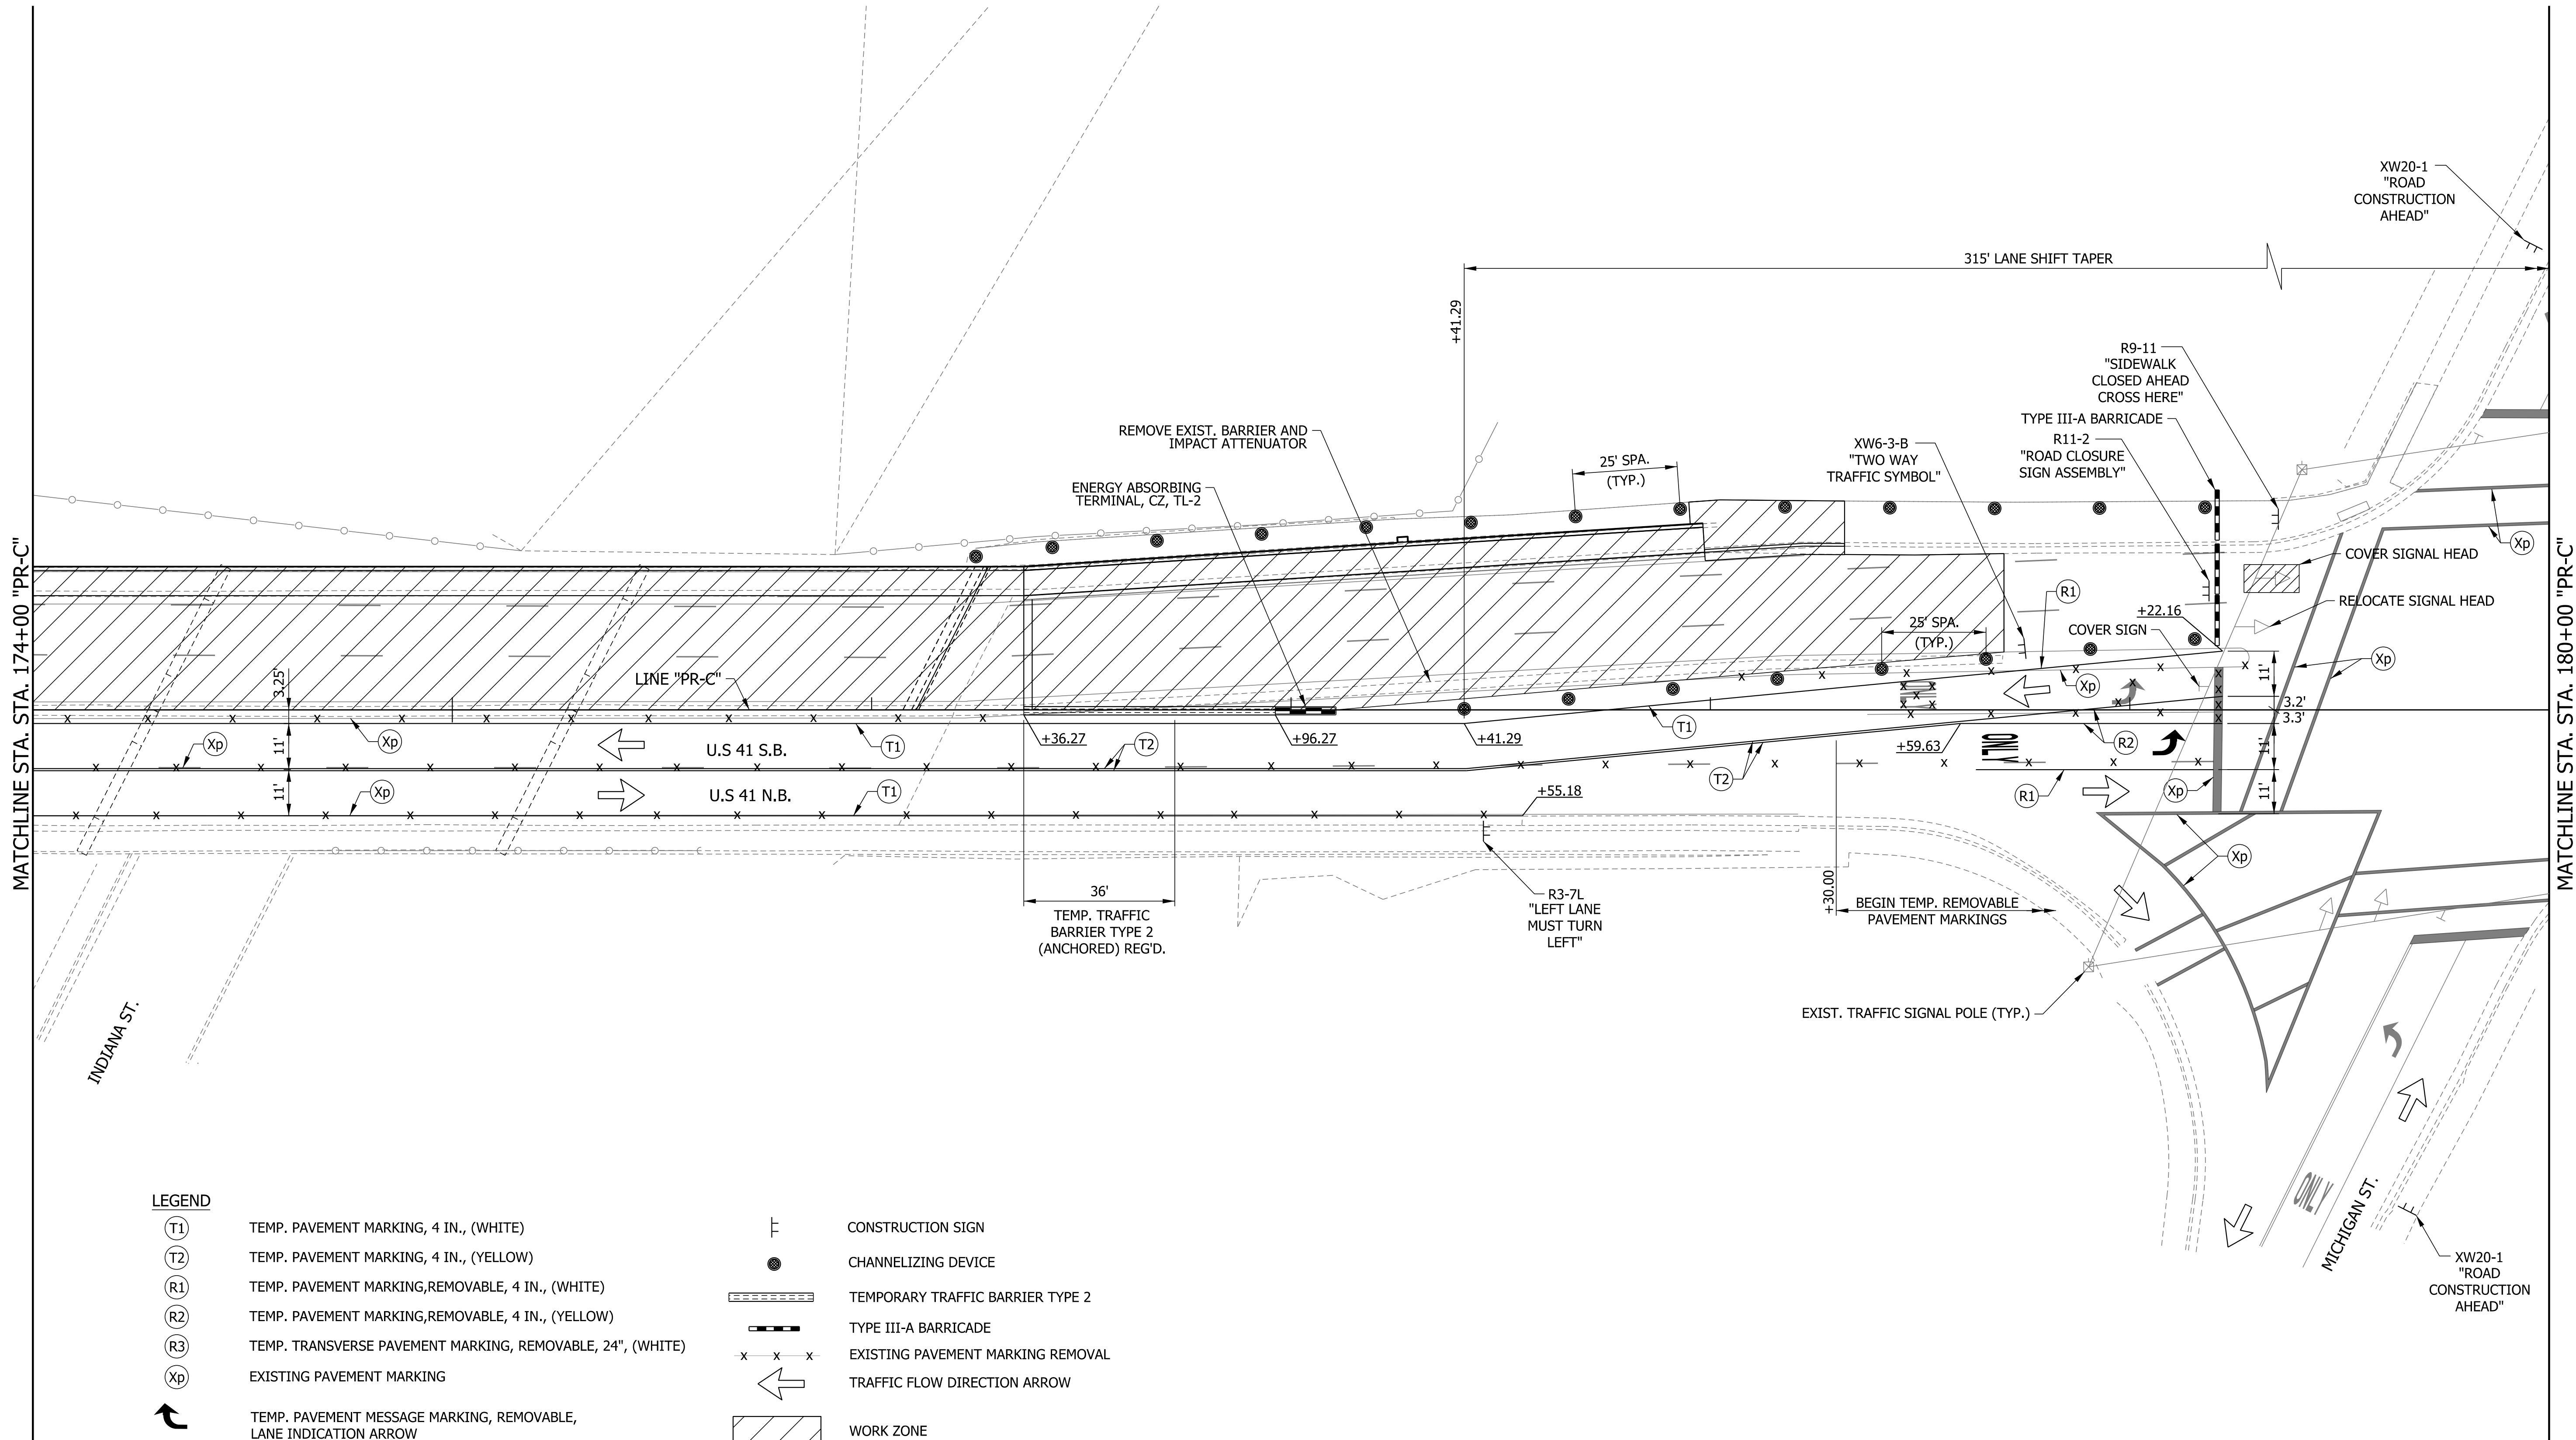 XW20-1
"ROAD
CONSTRUCTION
AHEAD"
315' LANE SHIFT TAPER
+41.29
R9-11
"SIDEWALK
CLOSED AHEAD
CROSS HERE"
TYPE III-A BARRICADE
R11-2
"ROAD CLOSURE
SIGN ASSEMBLY"
XW6-3-B
"TWO WAY
TRAFFIC SYMBOL"
REMOVE EXIST. BARRIER AND
IMPACT ATTENUATOR
25' SPA.
(TYP.)
ENERGY ABSORBING
TERMINAL, CZ, TL-2
MATCHLINE STA. STA. 174+00 "PR-C"
MATCHLINE STA. STA. 180+00 "PR-C"
Xp
COVER SIGNAL HEAD
R1
RELOCATE SIGNAL HEAD
+22.16
25' SPA.
(TYP.)
COVER SIGN
Xp
11'
3.25'
LINE "PR-C"
Xp
3.2'
3.3'
T1
Xp
Xp
11'
U.S 41 S.B.
T1
+36.27
T2
+96.27
+41.29
+59.63
ONLY
R2
11'
T2
11'
Xp
U.S 41 N.B.
T1
+55.18
R1
Xp
11'
Xp
36'
TEMP. TRAFFIC
BARRIER TYPE 2
(ANCHORED) REG'D.
R3-7L
"LEFT LANE
MUST TURN
LEFT"
+30.00
BEGIN TEMP. REMOVABLE
PAVEMENT MARKINGS
EXIST. TRAFFIC SIGNAL POLE (TYP.)
INDIANA ST.
ONLY
MICHIGAN ST.
XW20-1
"ROAD
CONSTRUCTION
AHEAD"
LEGEND
T1 TEMP. PAVEMENT MARKING, 4 IN., (WHITE)
T2 TEMP. PAVEMENT MARKING, 4 IN., (YELLOW)
R1 TEMP. PAVEMENT MARKING,REMOVABLE, 4 IN., (WHITE)
R2 TEMP. PAVEMENT MARKING,REMOVABLE, 4 IN., (YELLOW)
R3 TEMP. TRANSVERSE PAVEMENT MARKING, REMOVABLE, 24", (WHITE)
Xp EXISTING PAVEMENT MARKING
TEMP. PAVEMENT MESSAGE MARKING, REMOVABLE,
LANE INDICATION ARROW
CONSTRUCTION SIGN
CHANNELIZING DEVICE
TEMPORARY TRAFFIC BARRIER TYPE 2
TYPE III-A BARRICADE
x x x EXISTING PAVEMENT MARKING REMOVAL
TRAFFIC FLOW DIRECTION ARROW
WORK ZONE